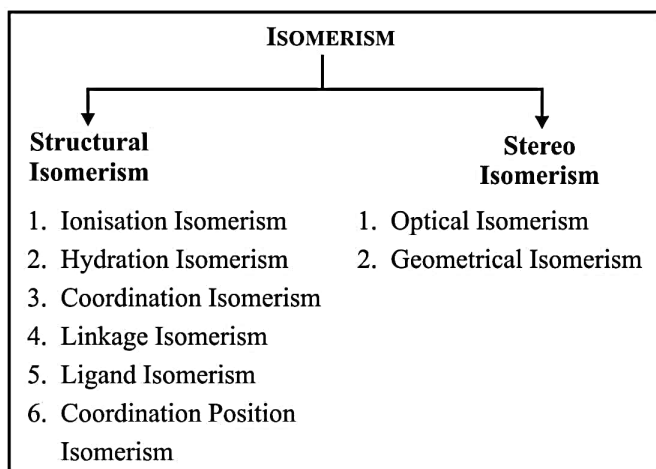 ISOMERISM
Structural
Isomerism
1. Ionisation Isomerism
2. Hydration Isomerism
3. Coordination Isomerism
4. Linkage Isomerism
5. Ligand Isomerism
6. Coordination Position
Isomerism
Stereo
Isomerism
1. Optical Isomerism
2. Geometrical Isomerism